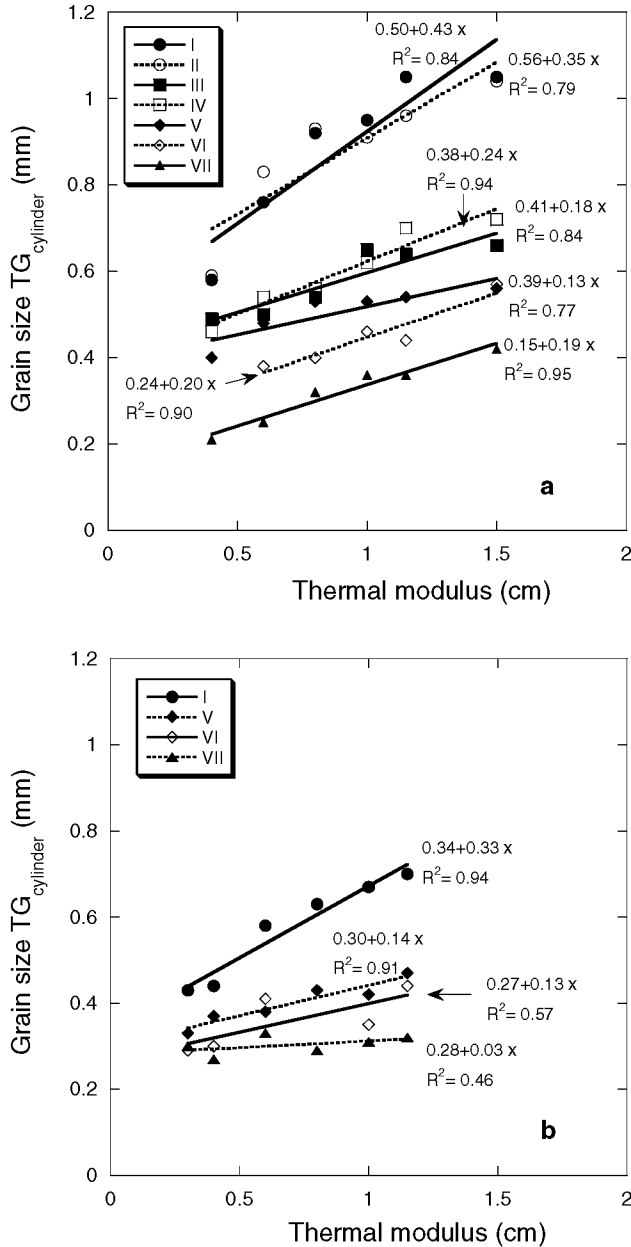 1.2
1
0.8
0.6
0.4
0.2
0
Grain size TG_cylinder (mm)
I
II
III
IV
V
VI
VII
0.50+0.43 x
R²= 0.84
0.56+0.35 x
R²= 0.79
0.38+0.24 x
R²= 0.94
0.41+0.18 x
R²= 0.84
0.39+0.13 x
R²= 0.77
0.15+0.19 x
R²= 0.95
0.24+0.20 x
R²= 0.90
a
0 0.5 1 1.5 2
Thermal modulus (cm)
1.2
1
0.8
0.6
0.4
0.2
0
Grain size TG_cylinder (mm)
I
V
VI
VII
0.34+0.33 x
R²= 0.94
0.30+0.14 x
R²= 0.91
0.27+0.13 x
R²= 0.57
0.28+0.03 x
R²= 0.46
b
0 0.5 1 1.5 2
Thermal modulus (cm)